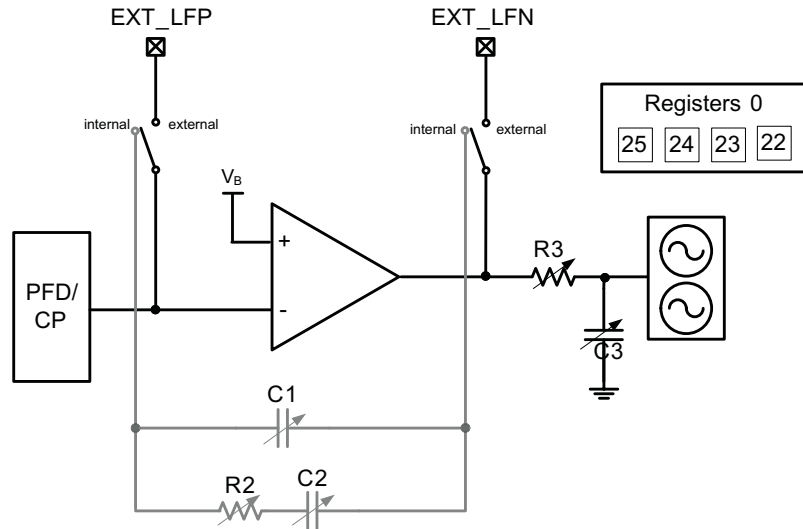 EXT_LFP
EXT_LFN
Registers 0
25 24 23 22
internal
external
internal
external
VB
+
-
R3
PFD/
CP
C3
C1
R2
C2